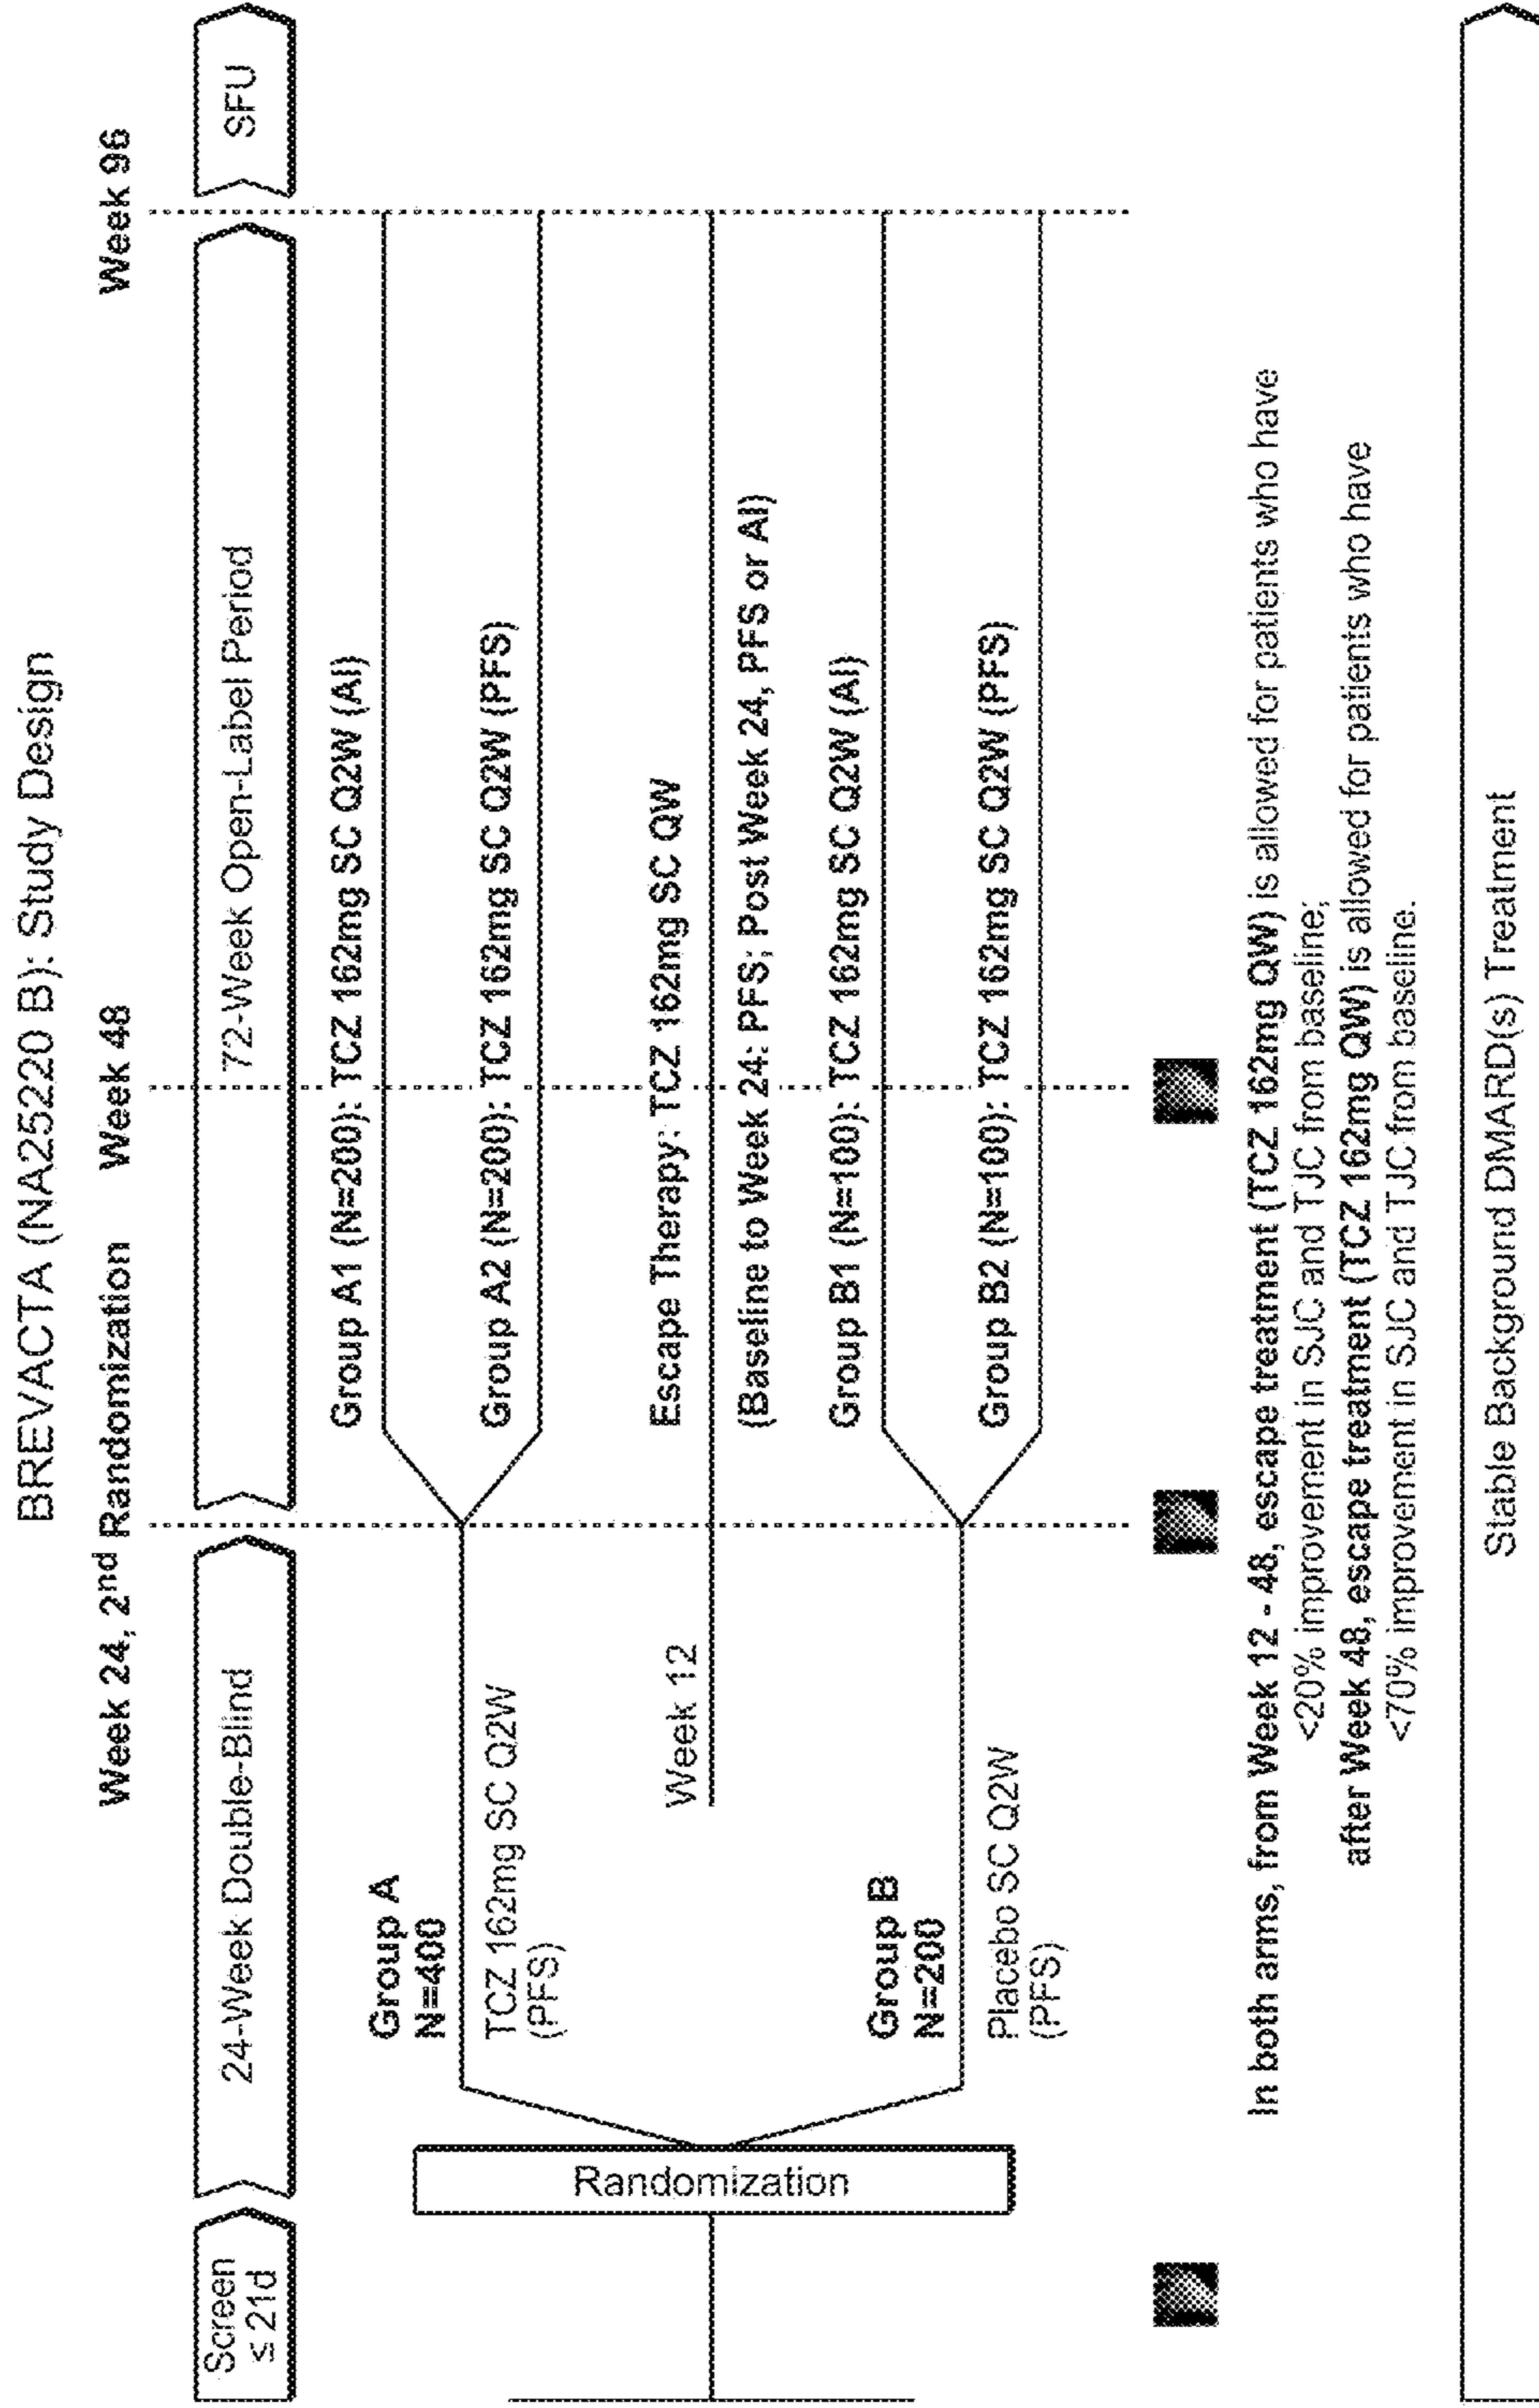 BREVACTA (NA25220 B): Study Design
Week 24, 2nd Randomization
Week 48
Week 96
Screen
≤ 21d
24-Week Double-Blind
72-Week Open-Label Period
SFU
Randomization
Group A
N=400
TCZ 162mg SC Q2W
(PFS)
Group A1 (N=200): TCZ 162mg SC Q2W (AI)
Group A2 (N=200): TCZ 162mg SC Q2W (PFS)
Week 12
Escape Therapy: TCZ 162mg SC QW
(Baseline to Week 24: PFS; Post Week 24, PFS or AI)
Group B
N=200
Placebo SC Q2W
(PFS)
Group B1 (N=100): TCZ 162mg SC Q2W (AI)
Group B2 (N=100): TCZ 162mg SC Q2W (PFS)
In both arms, from Week 12 - 48, escape treatment (TCZ 162mg QW) is allowed for patients who have
<20% improvement in SJC and TJC from baseline;
after Week 48, escape treatment (TCZ 162mg QW) is allowed for patients who have
<70% improvement in SJC and TJC from baseline.
Stable Background DMARD(s) Treatment